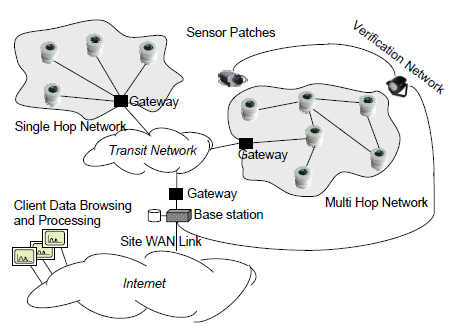 Sensor Patches
Verification Network
Gateway
Single Hop Network
Transit Network
Gateway
Gateway
Multi Hop Network
Client Data Browsing
and Processing
Base station
Site WAN Link
Internet